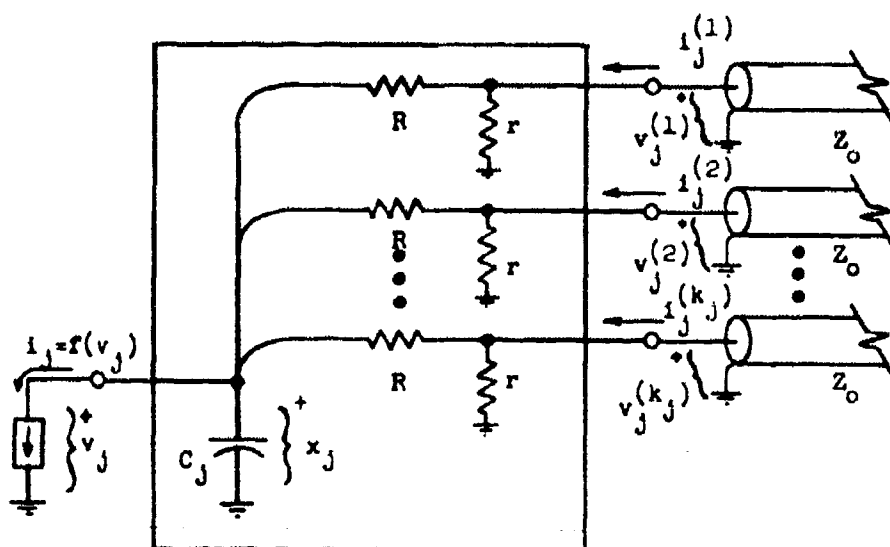 i_j^(1)
R
r
v_j^(1)
Z_o
i_j^(2)
R
r
v_j^(2)
Z_o
i_j^(k_j)
R
r
v_j^(k_j)
Z_o
i_j=f(v_j)
+
v_j
C_j
+
x_j